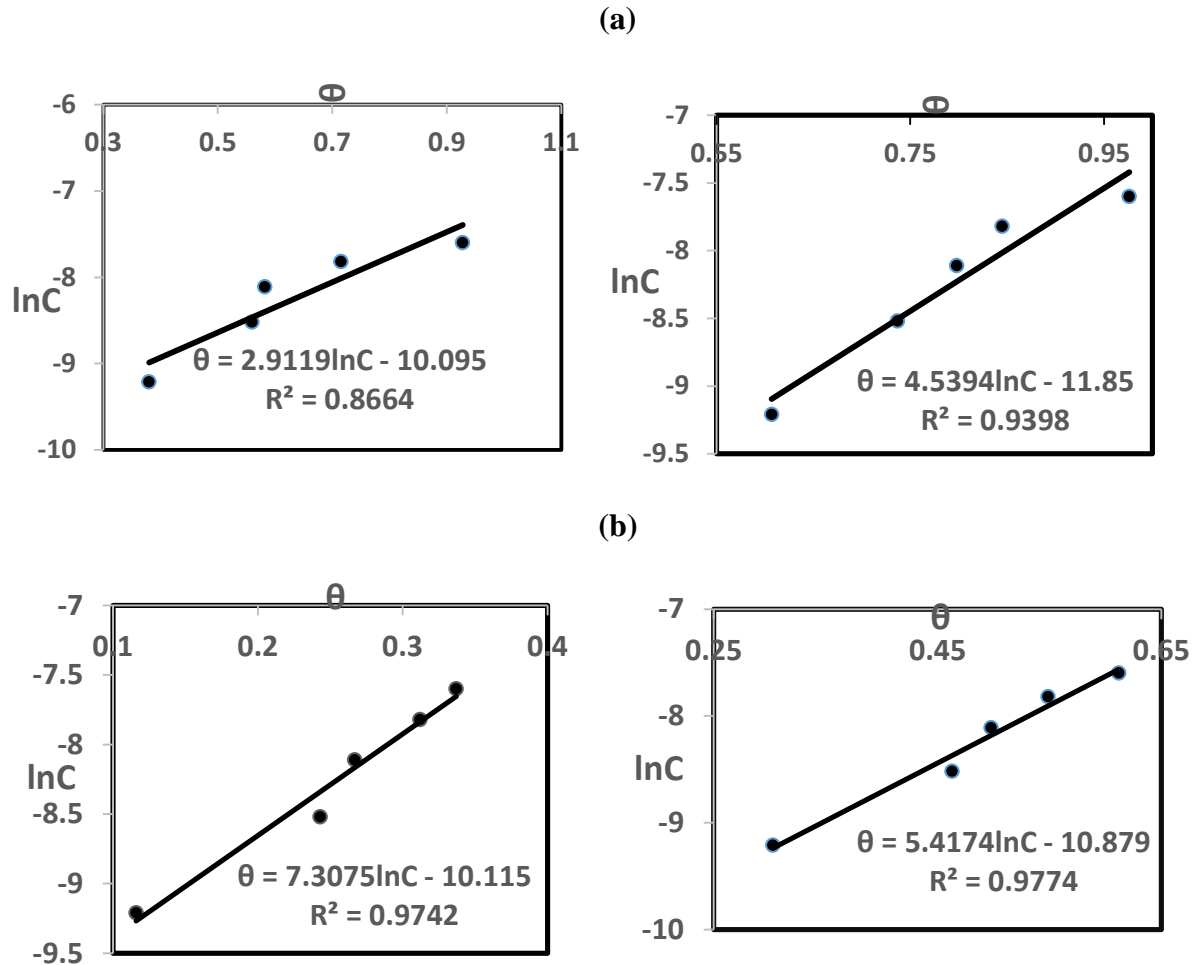 (a)
θ
-6
0.3 0.5 0.7 0.9 1.1
-7
-8
lnC
-9
θ = 2.9119lnC - 10.095
R² = 0.8664
-10
θ
-7
0.55 0.75 0.95
-7.5
-8
lnC
-8.5
-9
θ = 4.5394lnC - 11.85
R² = 0.9398
-9.5
(b)
θ
-7
0.1 0.2 0.3 0.4
-7.5
-8
lnC
-8.5
-9
θ = 7.3075lnC - 10.115
R² = 0.9742
-9.5
θ
-7
0.25 0.45 0.65
-8
lnC
-9
θ = 5.4174lnC - 10.879
R² = 0.9774
-10